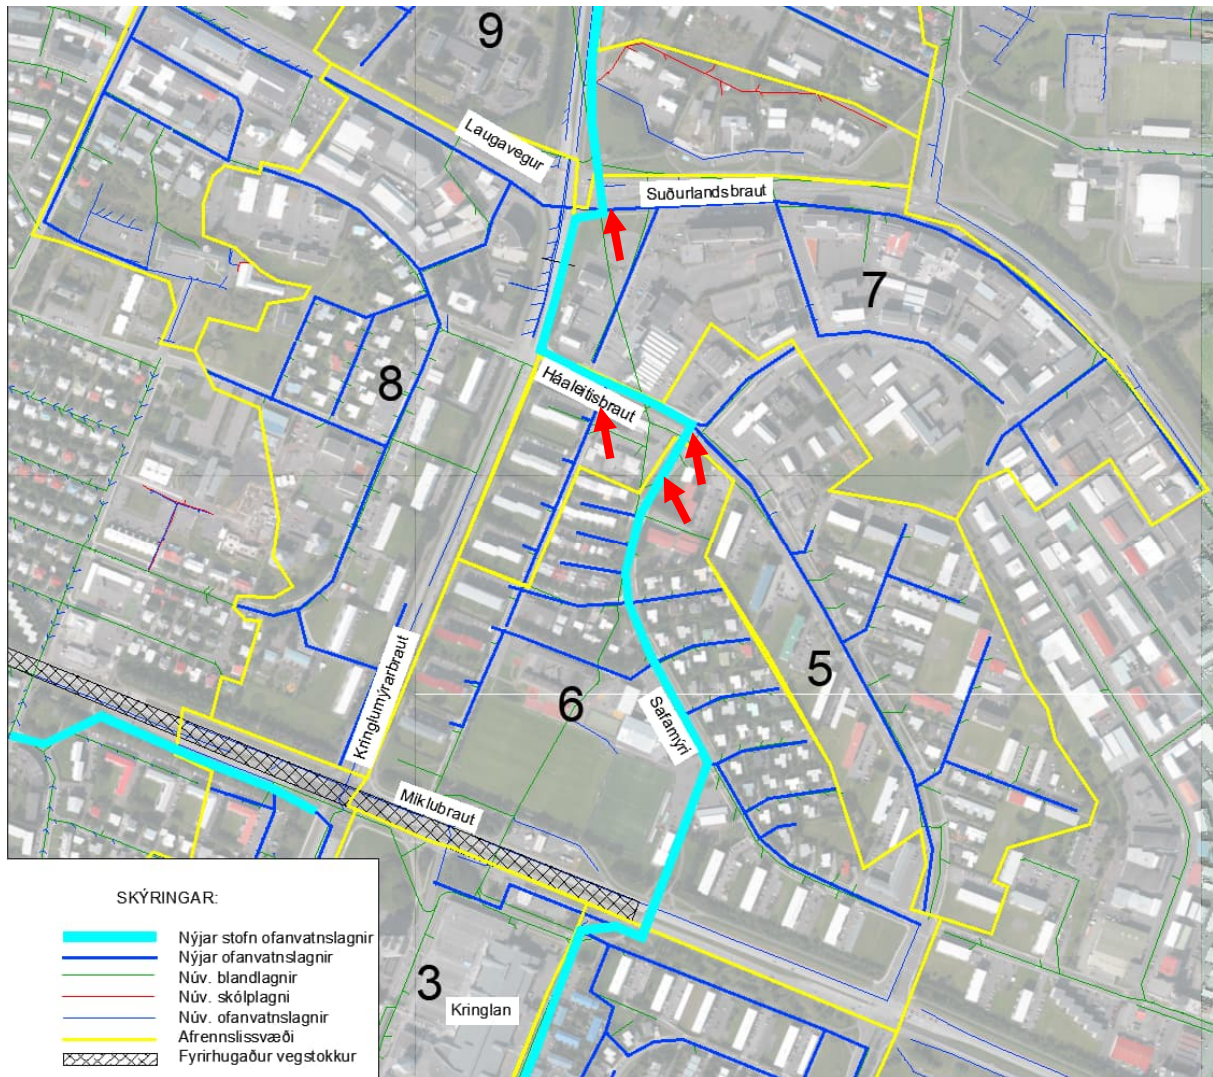 9
Laugavegur
Suðurlandsbraut
7
Háaleitisbraut
8
5
Kringlumýrarbraut
6
Safamýri
Miklubraut
3
Kringlan
SKÝRINGAR:
Nýjar stofn ofanvatnslagnir
Nýjar ofanvatnslagnir
Núv. blandlagnir
Núv. skólplagni
Núv. ofanvatnslagnir
Afrennslissvæði
Fyrirhugaður vegstokkur